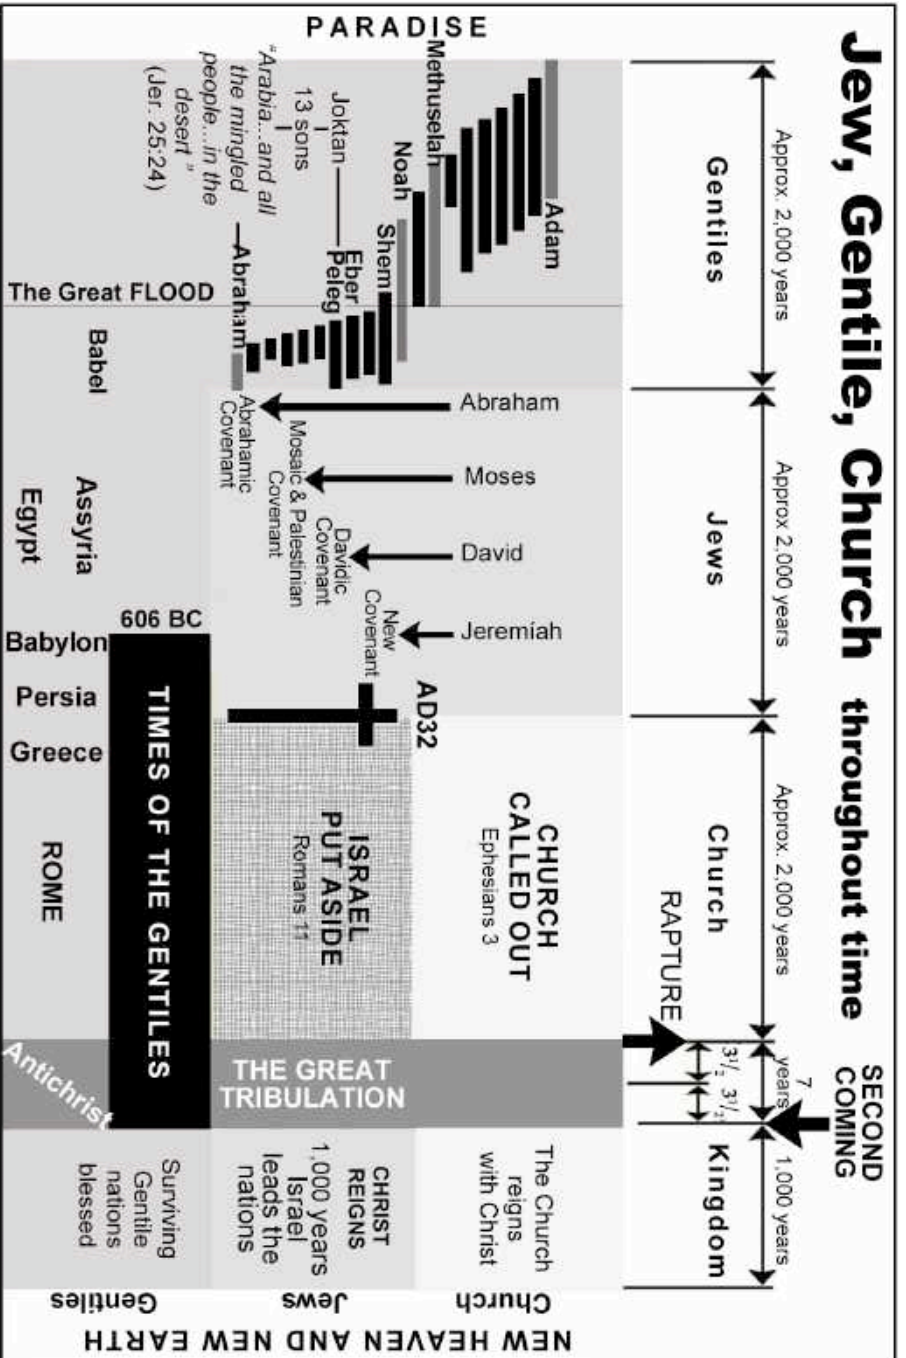 Jew, Gentile, Church throughout time
SECOND
COMING
Approx. 2,000 years
Approx 2,000 years
Approx. 2,000 years
7
years
1,000 years
Gentiles
Jews
Church
RAPTURE
3½
3½
Kingdom
PARADISE
Adam
Methuselah
Noah
Shem
Eber
Peleg
Joktan
13 sons
"Arabia...and all
the mingled
people...in the
desert"
(Jer. 25:24)
Abraham
The Great FLOOD
Babel
Abraham
Abrahamic
Covenant
Moses
Mosaic & Palestinian
Covenant
David
Davidic
Covenant
Jeremiah
New
Covenant
Assyria
Egypt
606 BC
Babylon
Persia
Greece
ROME
TIMES OF THE GENTILES
AD32
CHURCH
CALLED OUT
Ephesians 3
ISRAEL
PUT ASIDE
Romans 11
THE GREAT
TRIBULATION
Antichrist
The Church
reigns
with Christ
CHRIST
REIGNS
1,000 years
Israel
leads the
nations
Surviving
Gentile
nations
blessed
Church
Jews
Gentiles
NEW HEAVEN AND NEW EARTH